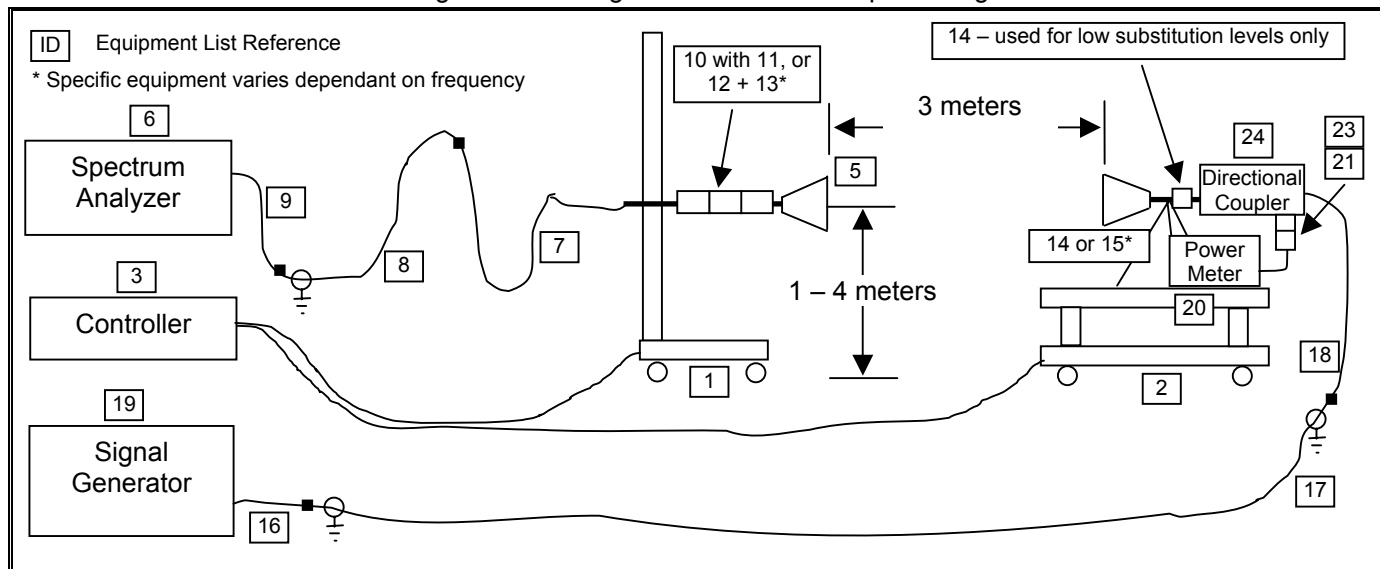 ID Equipment List Reference
* Specific equipment varies dependant on frequency
14 – used for low substitution levels only
10 with 11, or
12 + 13*
3 meters
6
Spectrum
Analyzer
9
8
7
5
24
23
21
Directional
Coupler
14 or 15*
Power
Meter
20
3
Controller
1 – 4 meters
1
2
18
19
Signal
Generator
16
17